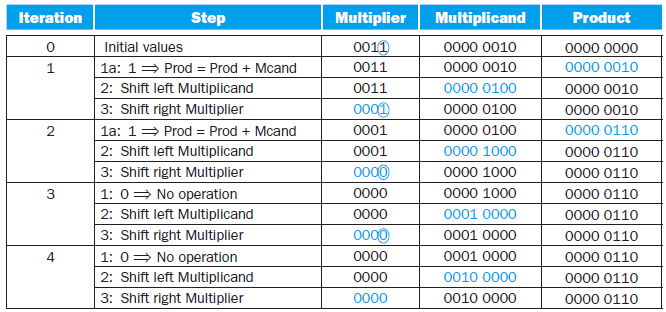 Iteration Step Multiplier Multiplicand Product
0 Initial values 0011 0000 0010 0000 0000
1 1a: 1 ⇒ Prod = Prod + Mcand 0011 0000 0010 0000 0010
2: Shift left Multiplicand 0011 0000 0100 0000 0010
3: Shift right Multiplier 0001 0000 0100 0000 0010
2 1a: 1 ⇒ Prod = Prod + Mcand 0001 0000 0100 0000 0110
2: Shift left Multiplicand 0001 0000 1000 0000 0110
3: Shift right Multiplier 0000 0000 1000 0000 0110
3 1: 0 ⇒ No operation 0000 0000 1000 0000 0110
2: Shift left Multiplicand 0000 0001 0000 0000 0110
3: Shift right Multiplier 0000 0001 0000 0000 0110
4 1: 0 ⇒ No operation 0000 0001 0000 0000 0110
2: Shift left Multiplicand 0000 0010 0000 0000 0110
3: Shift right Multiplier 0000 0010 0000 0000 0110